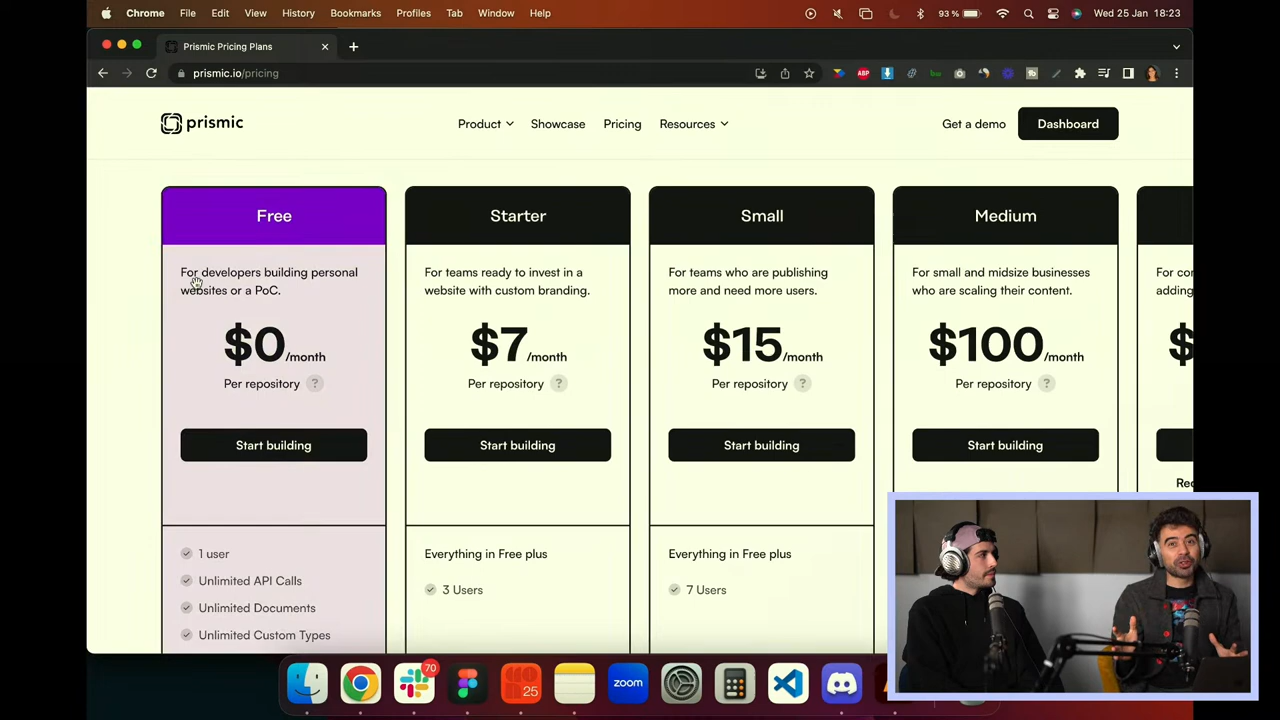 Chrome File Edit View History Bookmarks Profiles Tab Window Help 93 % Wed 25 Jan 18:23
Prismic Pricing Plans
prismic.io/pricing
ABP
prismic Product Showcase Pricing Resources Get a demo Dashboard
Free
For developers building personal
websites or a PoC.
$0/month
Per repository ?
Start building
1 user
Unlimited API Calls
Unlimited Documents
Unlimited Custom Types
Starter
For teams ready to invest in a
website with custom branding.
$7/month
Per repository ?
Start building
Everything in Free plus
3 Users
Small
For teams who are publishing
more and need more users.
$15/month
Per repository ?
Start building
Everything in Free plus
7 Users
Medium
For small and midsize businesses
who are scaling their content.
$100/month
Per repository ?
Start building
For co
adding
$
Rec
70
25
zoom